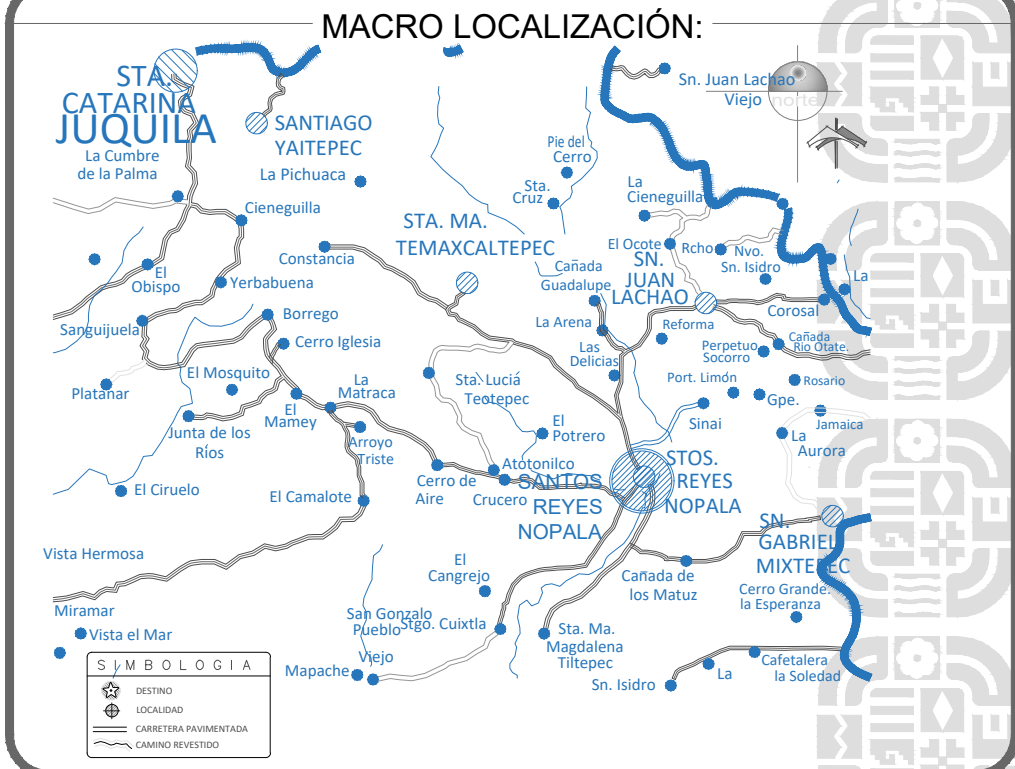 MACRO LOCALIZACIÓN:
STA.
CATARINA
JUQUILA
SANTIAGO
YAITEPEC
Sn. Juan Lachao
Viejo
norte
La Cumbre
de la Palma
La Pichuaca
Pie del
Cerro
Sta.
Cruz
La
Cieneguilla
Cieneguilla
STA. MA.
TEMAXCALTEPEC
Constancia
El Ocote
Rcho
Nvo.
Sn. Isidro
SN.
JUAN
LACHAO
Cañada
Guadalupe
El
Obispo
Yerbabuena
La
Corosal
Sanguijuela
Borrego
La Arena
Reforma
Cerro Iglesia
Las
Delicias
Perpetuo
Socorro
Cañada
Rio Otate.
El Mosquito
La
Matraca
Sta. Luciá
Teotepec
Port. Limón
Rosario
Platanar
Gpe.
El
Mamey
Junta de los
Ríos
Arroyo
Triste
El
Potrero
Sinai
Jamaica
La
Aurora
El Ciruelo
El Camalote
Cerro de
Aire
Atotonilco
Crucero
SANTOS
REYES
NOPALA
STOS.
REYES
NOPALA
SN.
GABRIEL
MIXTEPEC
Vista Hermosa
El
Cangrejo
Cañada de
los Matuz
Cerro Grande.
la Esperanza
Miramar
Vista el Mar
San Gonzalo
Pueblo
Viejo
Stgo. Cuixtla
Sta. Ma.
Magdalena
Tiltepec
Mapache
Sn. Isidro
La
Cafetalera
la Soledad
SIMBOLOGIA
DESTINO
LOCALIDAD
CARRETERA PAVIMENTADA
CAMINO REVESTIDO